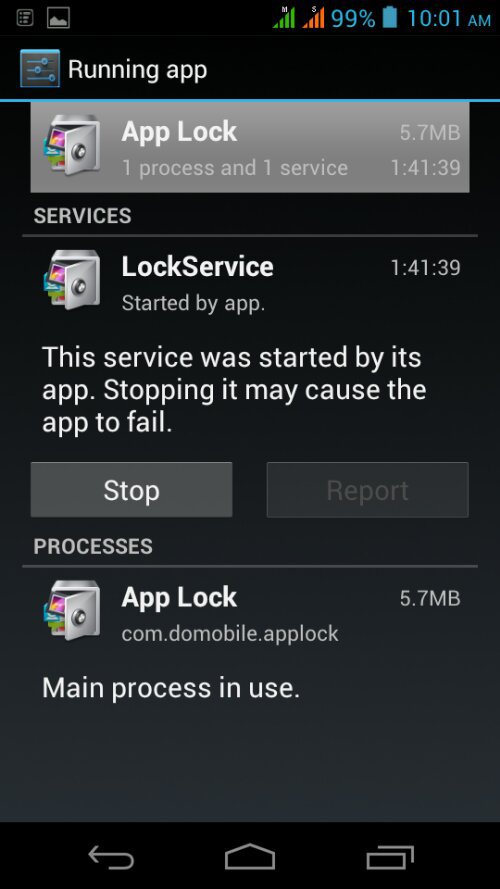 M S 99% 10:01 AM
Running app
App Lock 5.7MB
1 process and 1 service 1:41:39
SERVICES
LockService 1:41:39
Started by app.
This service was started by its
app. Stopping it may cause the
app to fail.
Stop Report
PROCESSES
App Lock 5.7MB
com.domobile.applock
Main process in use.